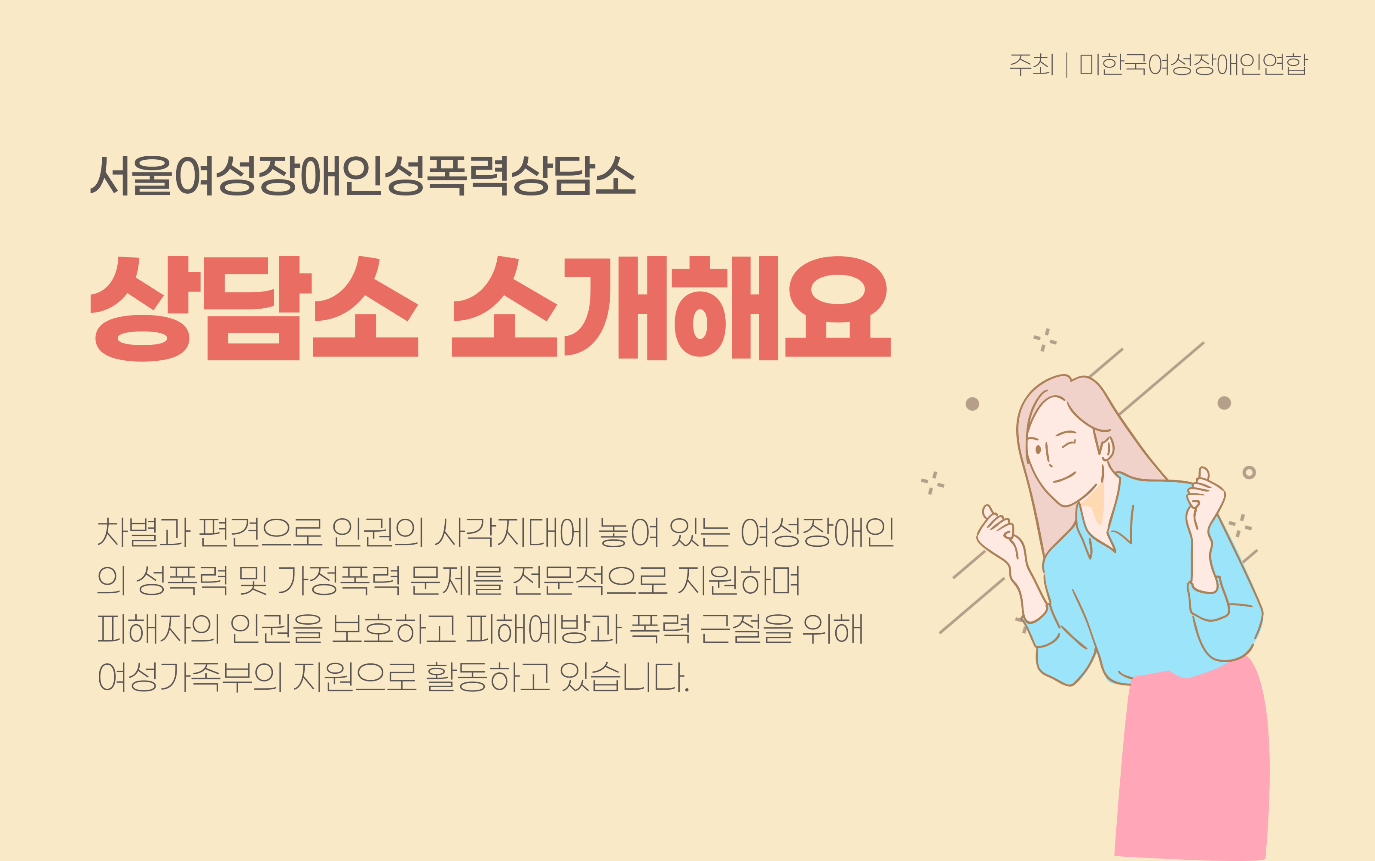 주최 | 미한국여성장애인연합
서울여성장애인성폭력상담소
상담소 소개해요
차별과 편견으로 인권의 사각지대에 놓여 있는 여성장애인
의 성폭력 및 가정폭력 문제를 전문적으로 지원하며
피해자의 인권을 보호하고 피해예방과 폭력 근절을 위해
여성가족부의 지원으로 활동하고 있습니다.